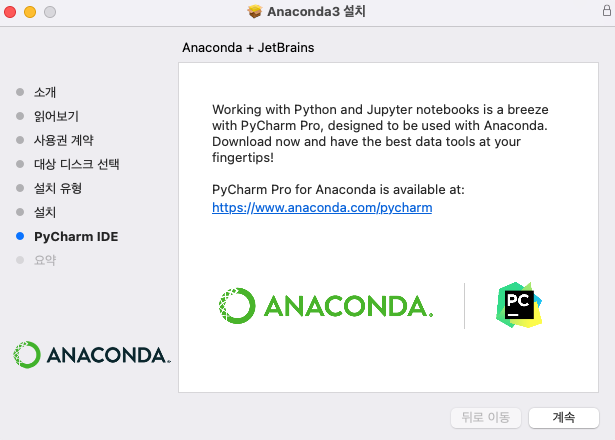 Anaconda3 설치
Anaconda + JetBrains
소개
읽어보기
사용권 계약
대상 디스크 선택
설치 유형
설치
PyCharm IDE
요약
Working with Python and Jupyter notebooks is a breeze
with PyCharm Pro, designed to be used with Anaconda.
Download now and have the best data tools at your
fingertips!
PyCharm Pro for Anaconda is available at:
https://www.anaconda.com/pycharm
ANACONDA.
PC
ANACONDA.
뒤로 이동
계속